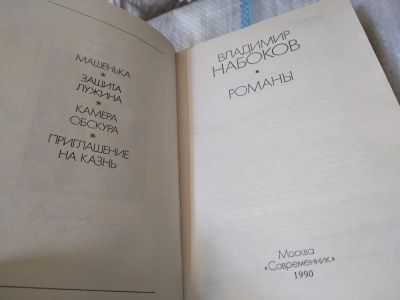 МАШЕНЬКА
*
ЗАЩИТА
ЛУЖИНА
*
КАМЕРА
ОБСКУРА
*
ПРИГЛАШЕНИЕ
НА КАЗНЬ
ВЛАДИМИР
НАБОКОВ
*
РОМАНЫ
Москва
«Современник»
1990